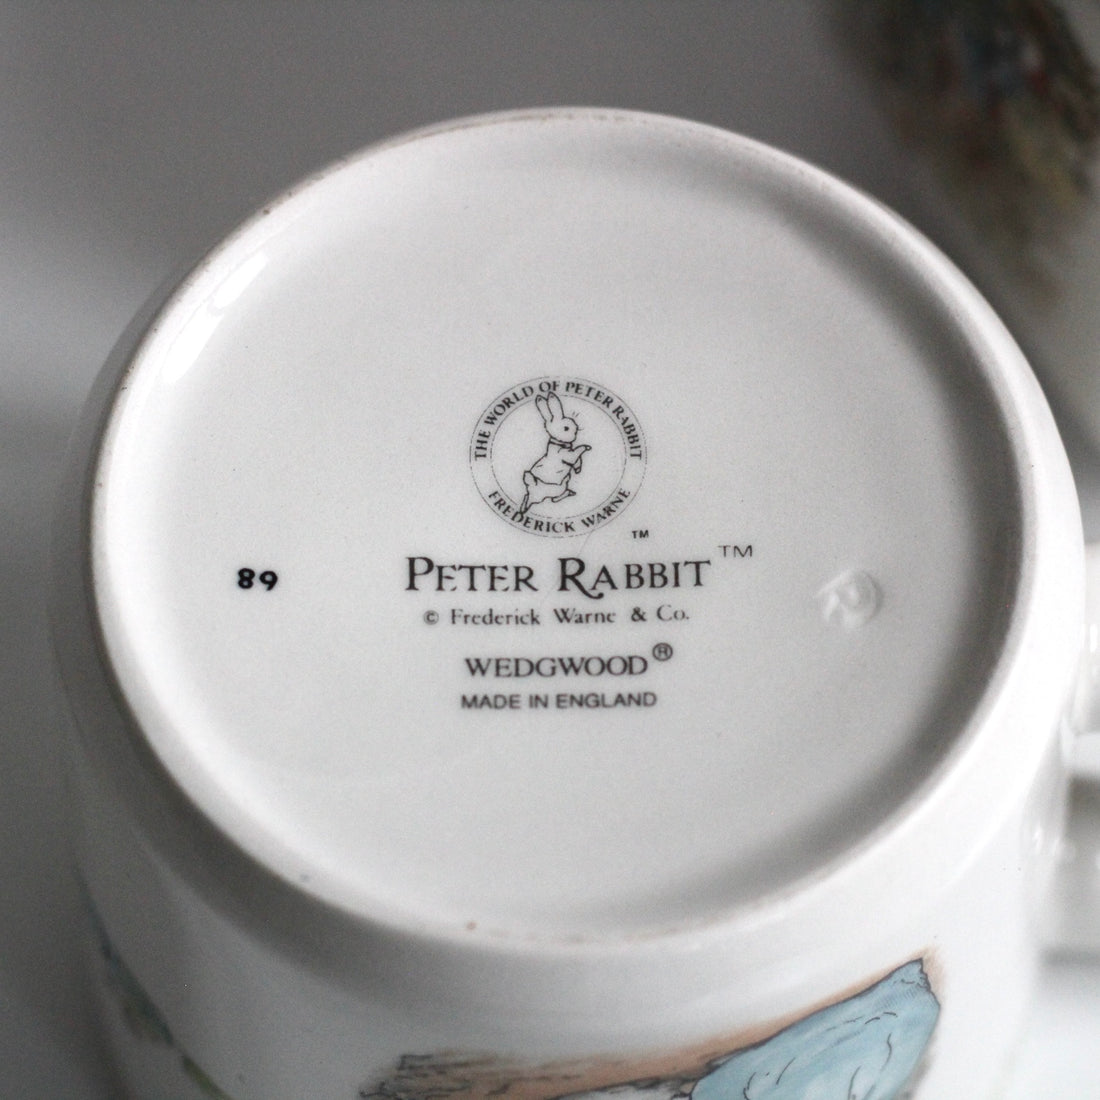 THE WORLD OF PETER RABBIT
FREDERICK WARNE
TM
PETER RABBIT TM
© Frederick Warne & Co.
89
WEDGWOOD®
MADE IN ENGLAND